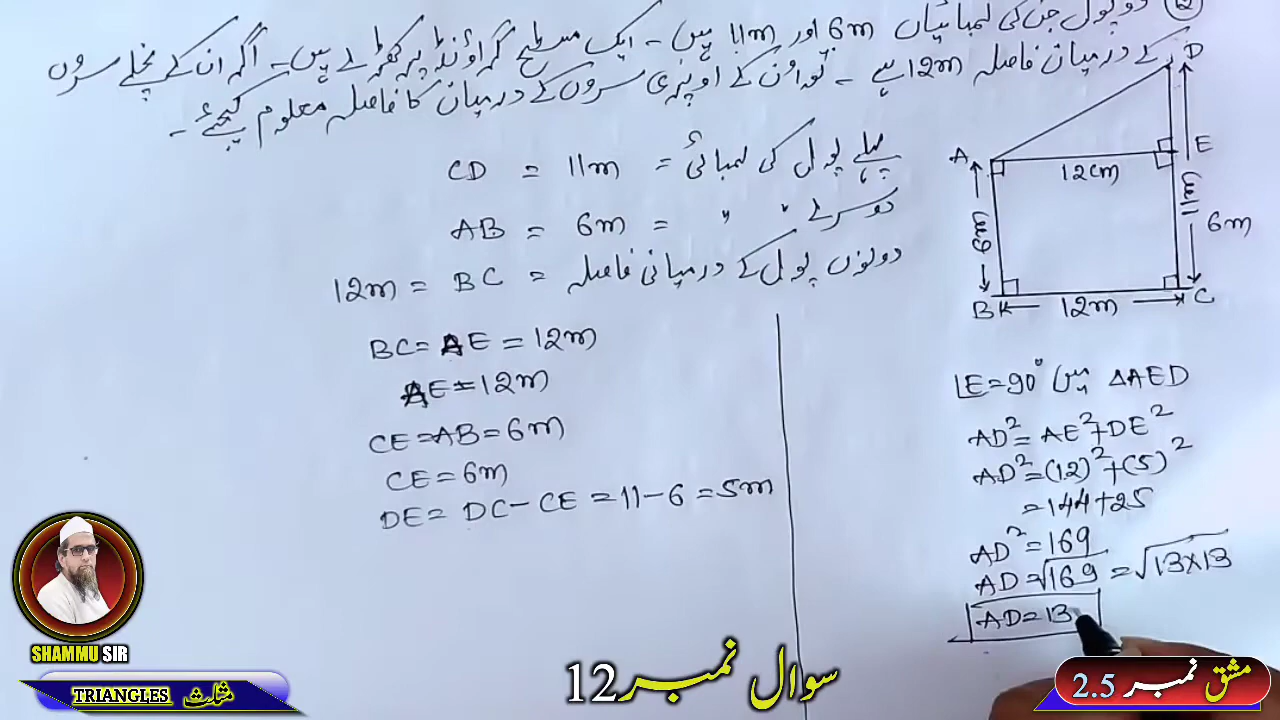 ⑫ دو پول جن کی لمبائیاں 6m اور 11m ہیں ۔ ایک مسطح گراؤنڈ پر کھڑے ہیں ۔ اگر ان کے نچلے سروں
کے درمیان فاصلہ 12m ہے ۔ تو اُن کے اوپری سروں کے درمیان کا فاصلہ معلوم کیجئے ۔
پہلے پول کی لمبائی = 11m = CD
دوسرے " " = 6m = AB
دونوں پول کے درمیانی فاصلہ = BC = 12m
BC = AE = 12m
AE = 12m
CE = AB = 6m
CE = 6m
DE = DC - CE = 11 - 6 = 5m
D
A
E
12cm
6m
11m
6m
B
12m
C
∆AED میں ∠E = 90°
AD² = AE² + DE²
AD² = (12)² + (5)²
= 144 + 25
AD² = 169
AD = √169 = √13×13
AD = 13
SHAMMU SIR
TRIANGLES مثلث
سوال نمبر 12
مشق نمبر 2.5